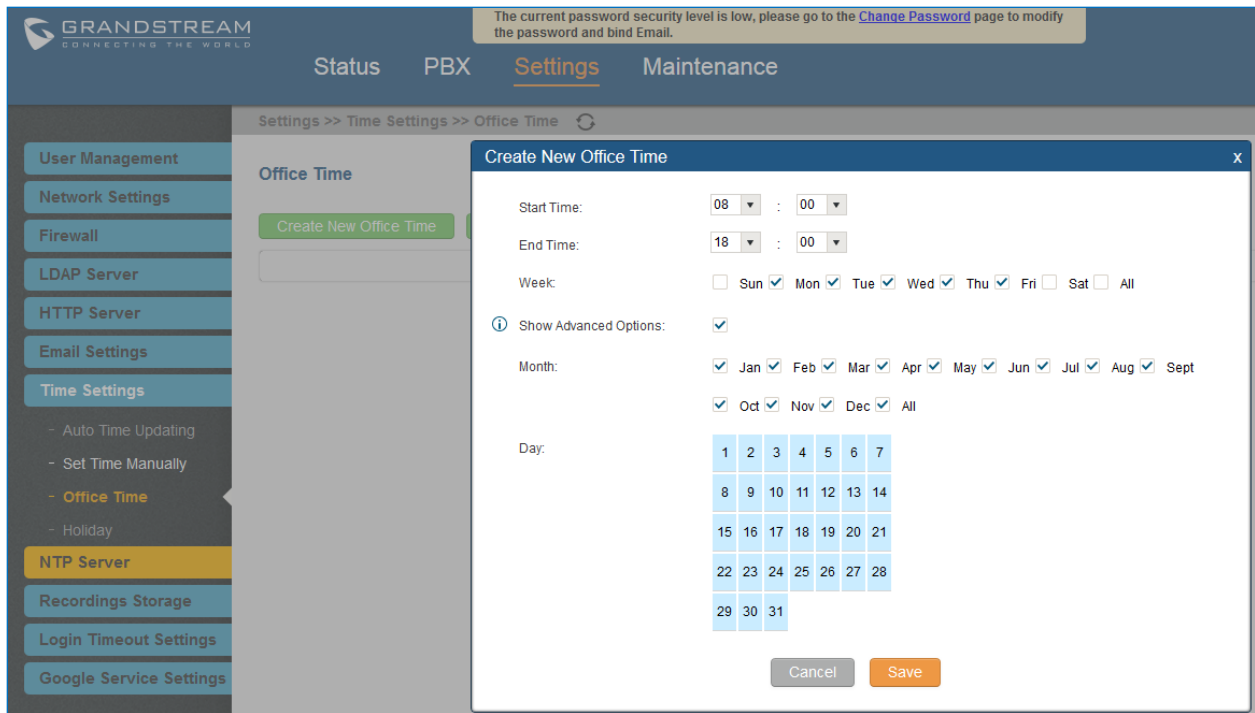 GRANDSTREAM
CONNECTING THE WORLD
The current password security level is low, please go to the Change Password page to modify
the password and bind Email.
Status PBX Settings Maintenance
Settings >> Time Settings >> Office Time
User Management
Network Settings
Firewall
LDAP Server
HTTP Server
Email Settings
Time Settings
- Auto Time Updating
- Set Time Manually
- Office Time
- Holiday
NTP Server
Recordings Storage
Login Timeout Settings
Google Service Settings
Office Time
Create New Office Time
Create New Office Time x
Start Time: 08 : 00
End Time: 18 : 00
Week: Sun Mon Tue Wed Thu Fri Sat All
Show Advanced Options:
Month: Jan Feb Mar Apr May Jun Jul Aug Sept
Oct Nov Dec All
Day: 1 2 3 4 5 6 7
8 9 10 11 12 13 14
15 16 17 18 19 20 21
22 23 24 25 26 27 28
29 30 31
Cancel Save